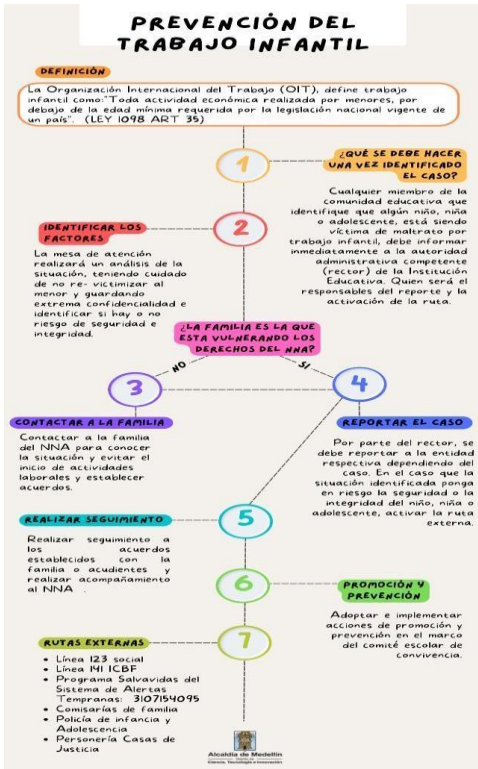 PREVENCIÓN DEL
TRABAJO INFANTIL
DEFINICIÓN
La Organización Internacional del Trabajo (OIT), define trabajo
infantil como:"Toda actividad económica realizada por menores, por
debajo de la edad mínima requerida por la legislación nacional vigente de
un país". (LEY 1098 ART 35)
1
¿QUÉ SE DEBE HACER
UNA VEZ IDENTIFICADO
EL CASO?
Cualquier miembro de la
comunidad educativa que
identifique que algún niño, niña
o adolescente, está siendo
víctima de maltrato por
trabajo infantil, debe informar
inmediatamente a la autoridad
administrativa competente
(rector) de la Institución
Educativa. Quien será el
responsables del reporte y la
activación de la ruta.
2
IDENTIFICAR LOS
FACTORES
La mesa de atención
realizará un análisis de la
situación, teniendo cuidado
de no re- victimizar al
menor y guardando
extrema confidencialidad e
identificar si hay o no
riesgo de seguridad e
integridad.
¿LA FAMILIA ES LA QUE
ESTA VULNERANDO LOS
DERECHOS DEL NNA?
NO
SI
3
CONTACTAR A LA FAMILIA
Contactar a la familia
del NNA para conocer
la situación y evitar el
inicio de actividades
laborales y establecer
acuerdos.
4
REPORTAR EL CASO
Por parte del rector, se
debe reportar a la entidad
respectiva dependiendo del
caso. En el caso que la
situación identificada ponga
en riesgo la seguridad o la
integridad del niño, niña o
adolescente, activar la ruta
externa.
5
REALIZAR SEGUIMIENTO
Realizar seguimiento a
los acuerdos
establecidos con la
familia o acudientes y
realizar acompañamiento
al NNA .
6
PROMOCIÓN Y
PREVENCIÓN
Adoptar e implementar
acciones de promoción y
prevención en el marco
del comité escolar de
convivencia.
7
RUTAS EXTERNAS
• Línea 123 social
• Línea 141 ICBF
• Programa Salvavidas del
Sistema de Alertas
Tempranas: 3107154095
• Comisarías de familia
• Policía de infancia y
Adolescencia
• Personería Casas de
Justicia
Alcaldía de Medellín
Ciencia, Tecnología e Innovación